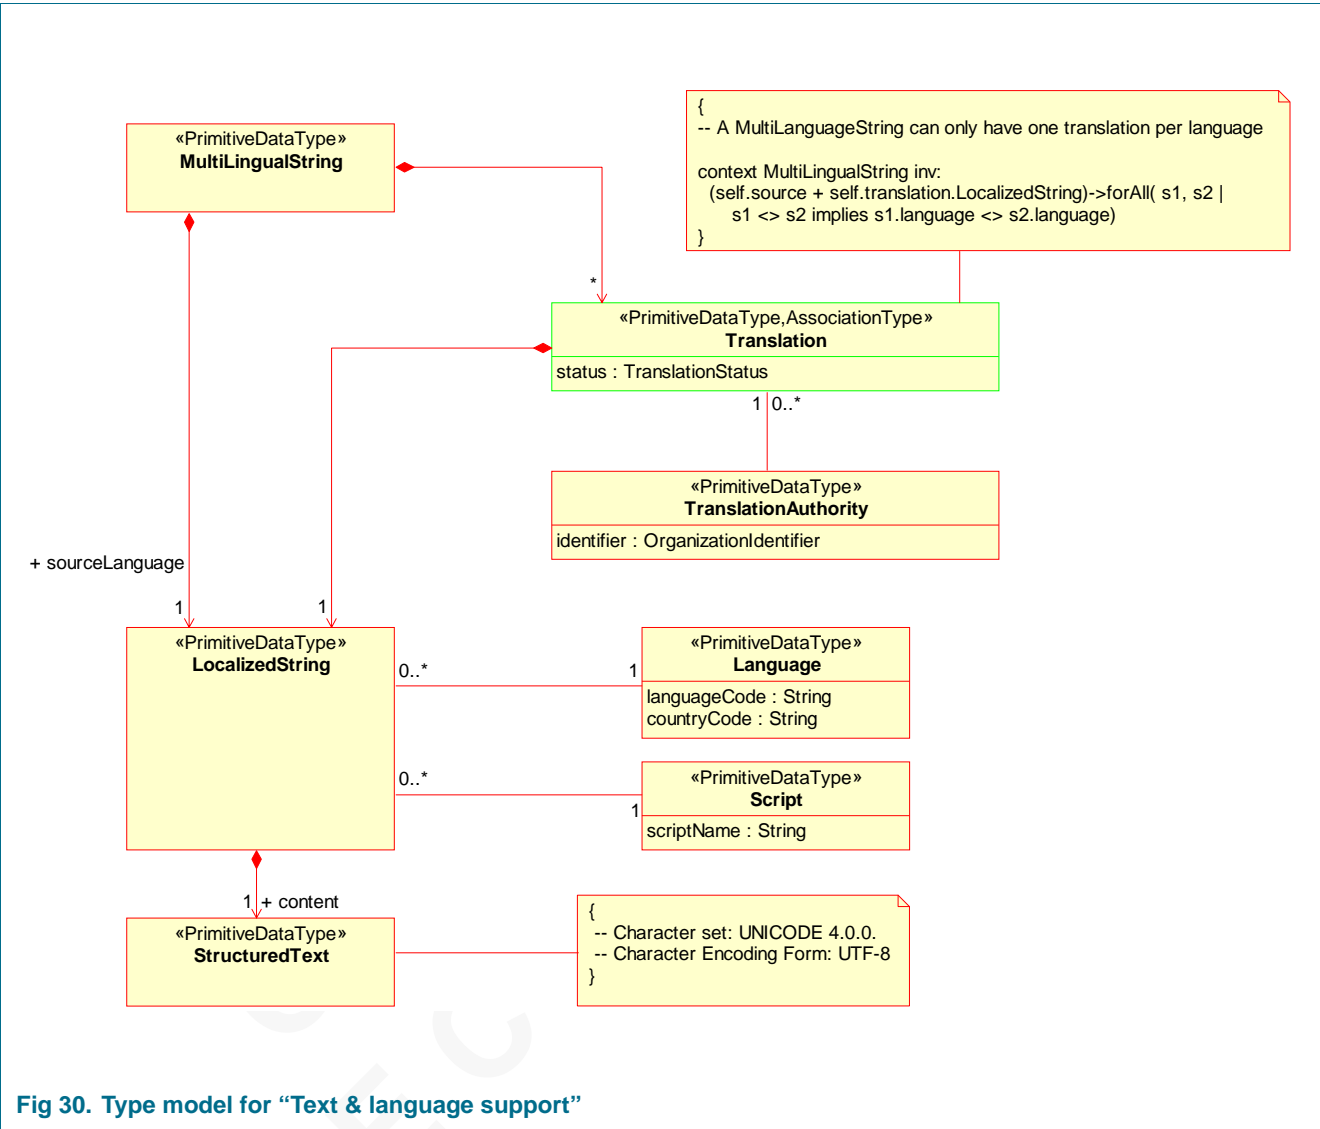 «PrimitiveDataType»
MultiLingualString
{
-- A MultiLanguageString can only have one translation per language
context MultiLingualString inv:
(self.source + self.translation.LocalizedString)->forAll( s1, s2 |
s1 <> s2 implies s1.language <> s2.language)
}
*
«PrimitiveDataType,AssociationType»
Translation
status : TranslationStatus
1 0..*
«PrimitiveDataType»
TranslationAuthority
identifier : OrganizationIdentifier
+ sourceLanguage
1
1
«PrimitiveDataType»
LocalizedString
0..*
1
«PrimitiveDataType»
Language
languageCode : String
countryCode : String
0..*
1
«PrimitiveDataType»
Script
scriptName : String
1 + content
«PrimitiveDataType»
StructuredText
{
-- Character set: UNICODE 4.0.0.
-- Character Encoding Form: UTF-8
}
Fig 30. Type model for “Text & language support”